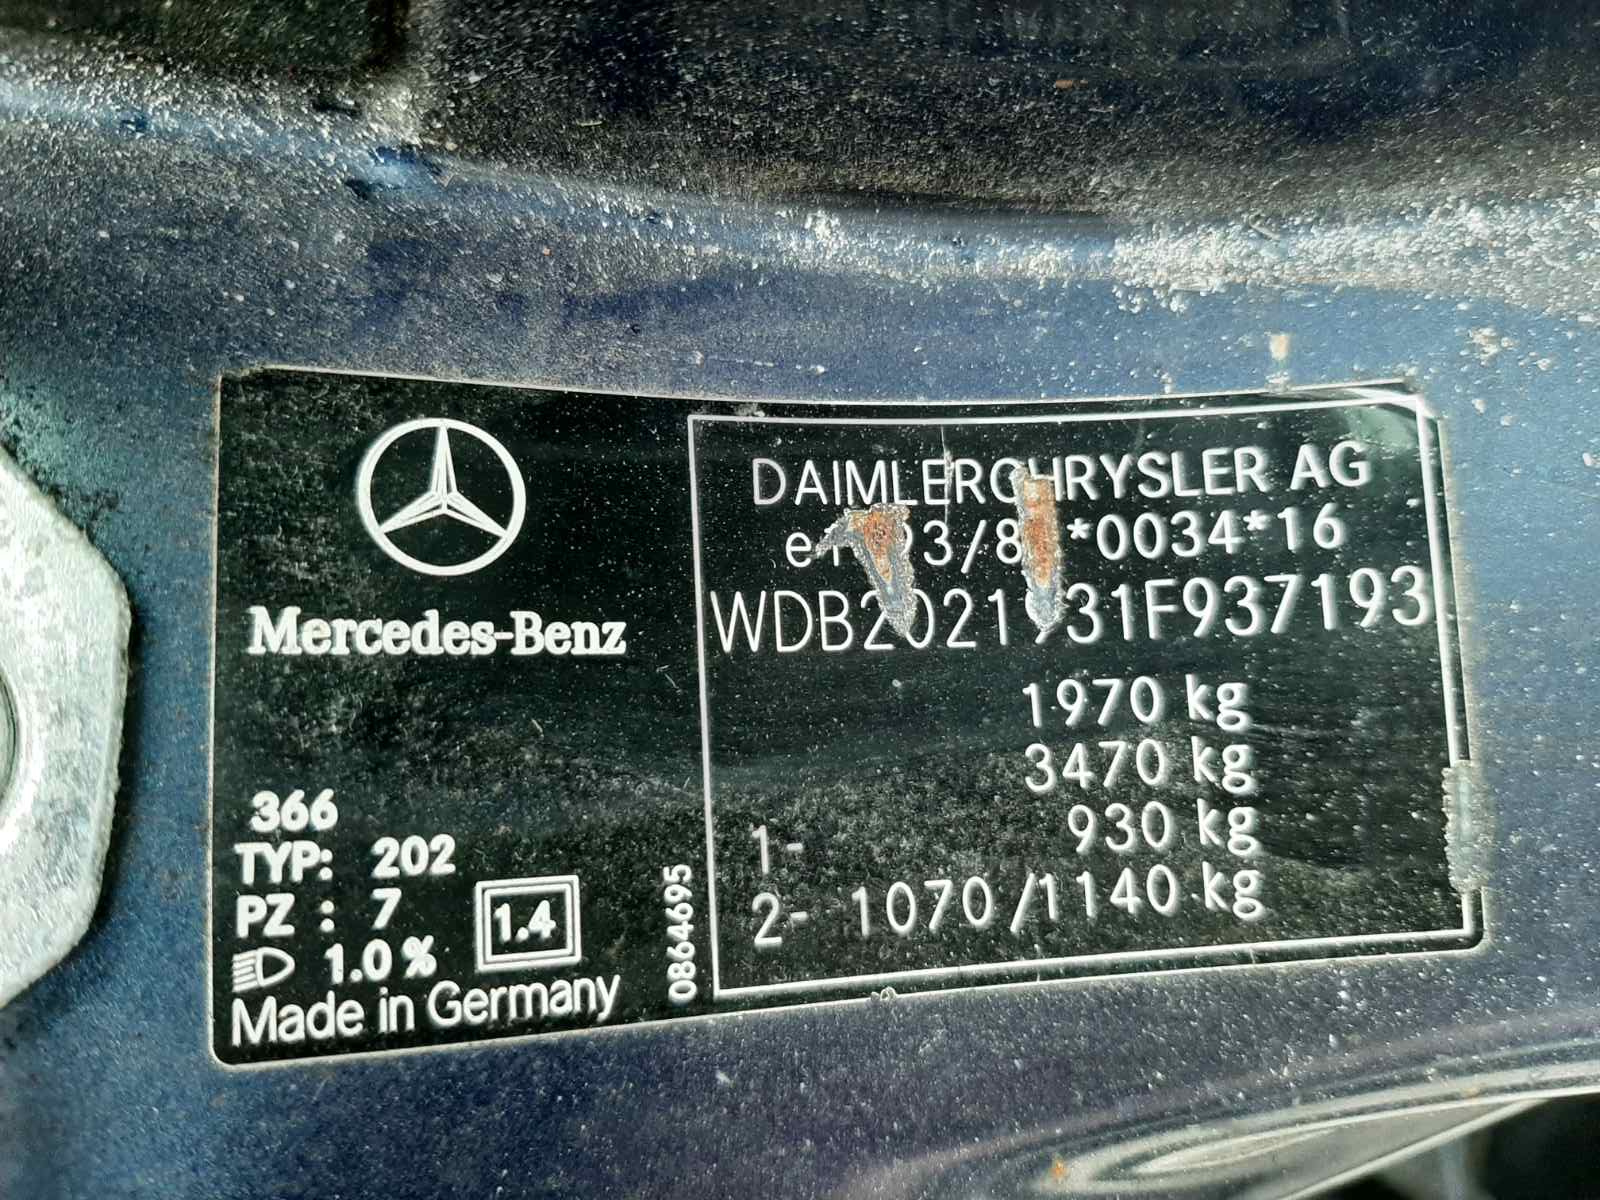 Mercedes-Benz
366
TYP: 202
PZ : 7
1.0 %
1.4
Made in Germany
0864695
DAIMLERCHRYSLER AG
*0034*16
WDB2021931F937193
1970 kg
3470 kg
1- 930 kg
2- 1070/1140 kg